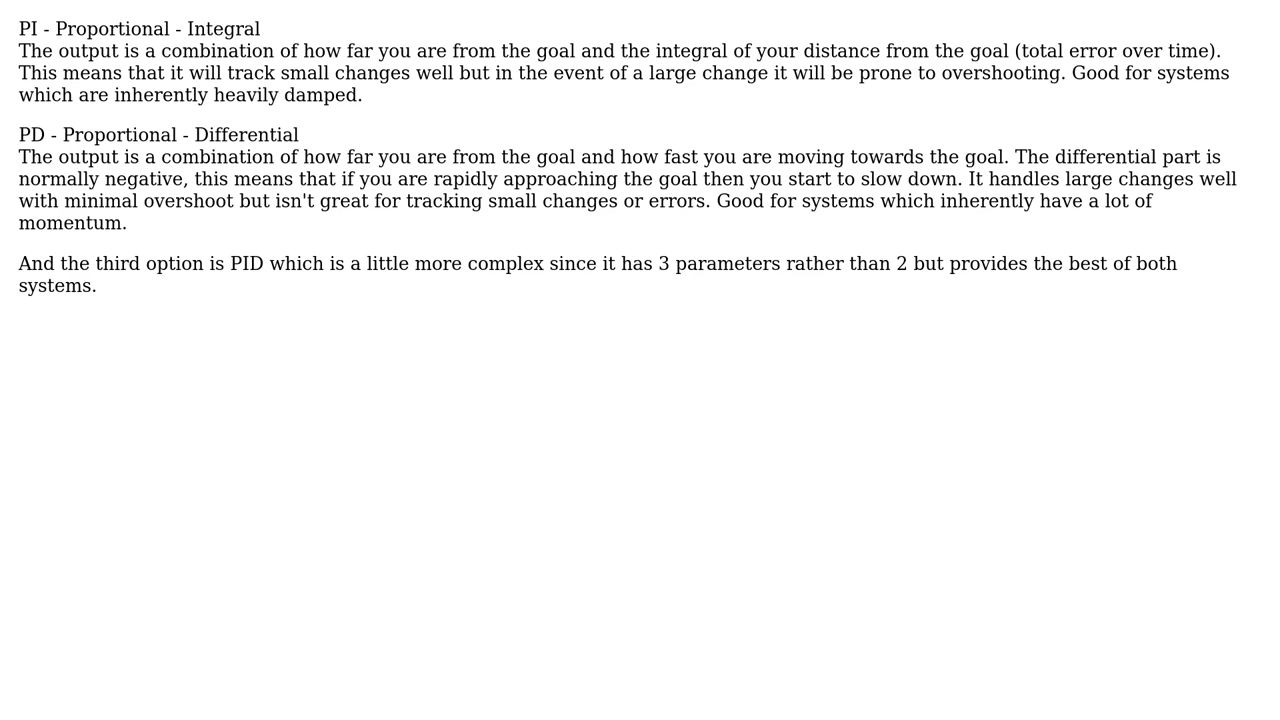 PI - Proportional - Integral
The output is a combination of how far you are from the goal and the integral of your distance from the goal (total error over time).
This means that it will track small changes well but in the event of a large change it will be prone to overshooting. Good for systems
which are inherently heavily damped.
PD - Proportional - Differential
The output is a combination of how far you are from the goal and how fast you are moving towards the goal. The differential part is
normally negative, this means that if you are rapidly approaching the goal then you start to slow down. It handles large changes well
with minimal overshoot but isn't great for tracking small changes or errors. Good for systems which inherently have a lot of
momentum.
And the third option is PID which is a little more complex since it has 3 parameters rather than 2 but provides the best of both
systems.